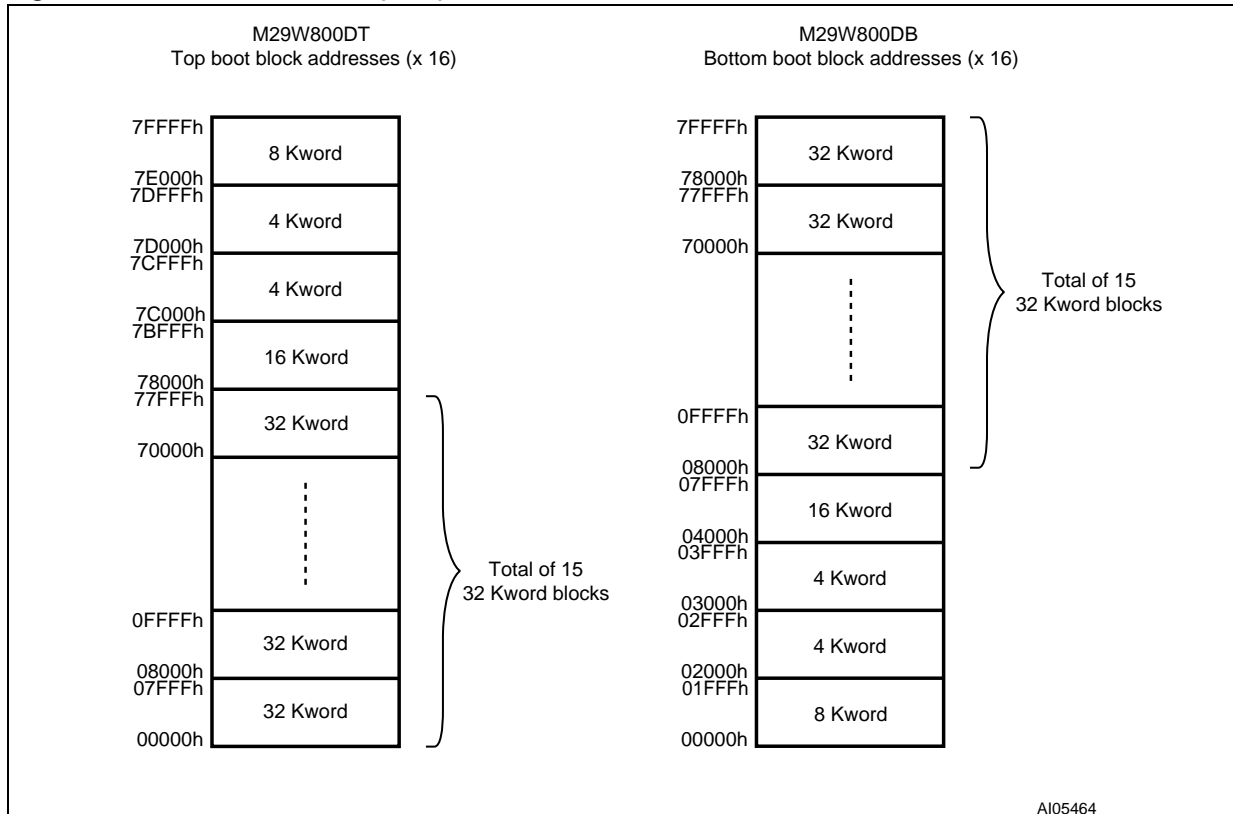 M29W800DT
Top boot block addresses (x 16)
7FFFFh
8 Kword
7E000h
7DFFFh
4 Kword
7D000h
7CFFFh
4 Kword
7C000h
7BFFFh
16 Kword
78000h
77FFFh
32 Kword
70000h
Total of 15
32 Kword blocks
0FFFFh
32 Kword
08000h
07FFFh
32 Kword
00000h
M29W800DB
Bottom boot block addresses (x 16)
7FFFFh
32 Kword
78000h
77FFFh
32 Kword
70000h
Total of 15
32 Kword blocks
0FFFFh
32 Kword
08000h
07FFFh
16 Kword
04000h
03FFFh
4 Kword
03000h
02FFFh
4 Kword
02000h
01FFFh
8 Kword
00000h
AI05464